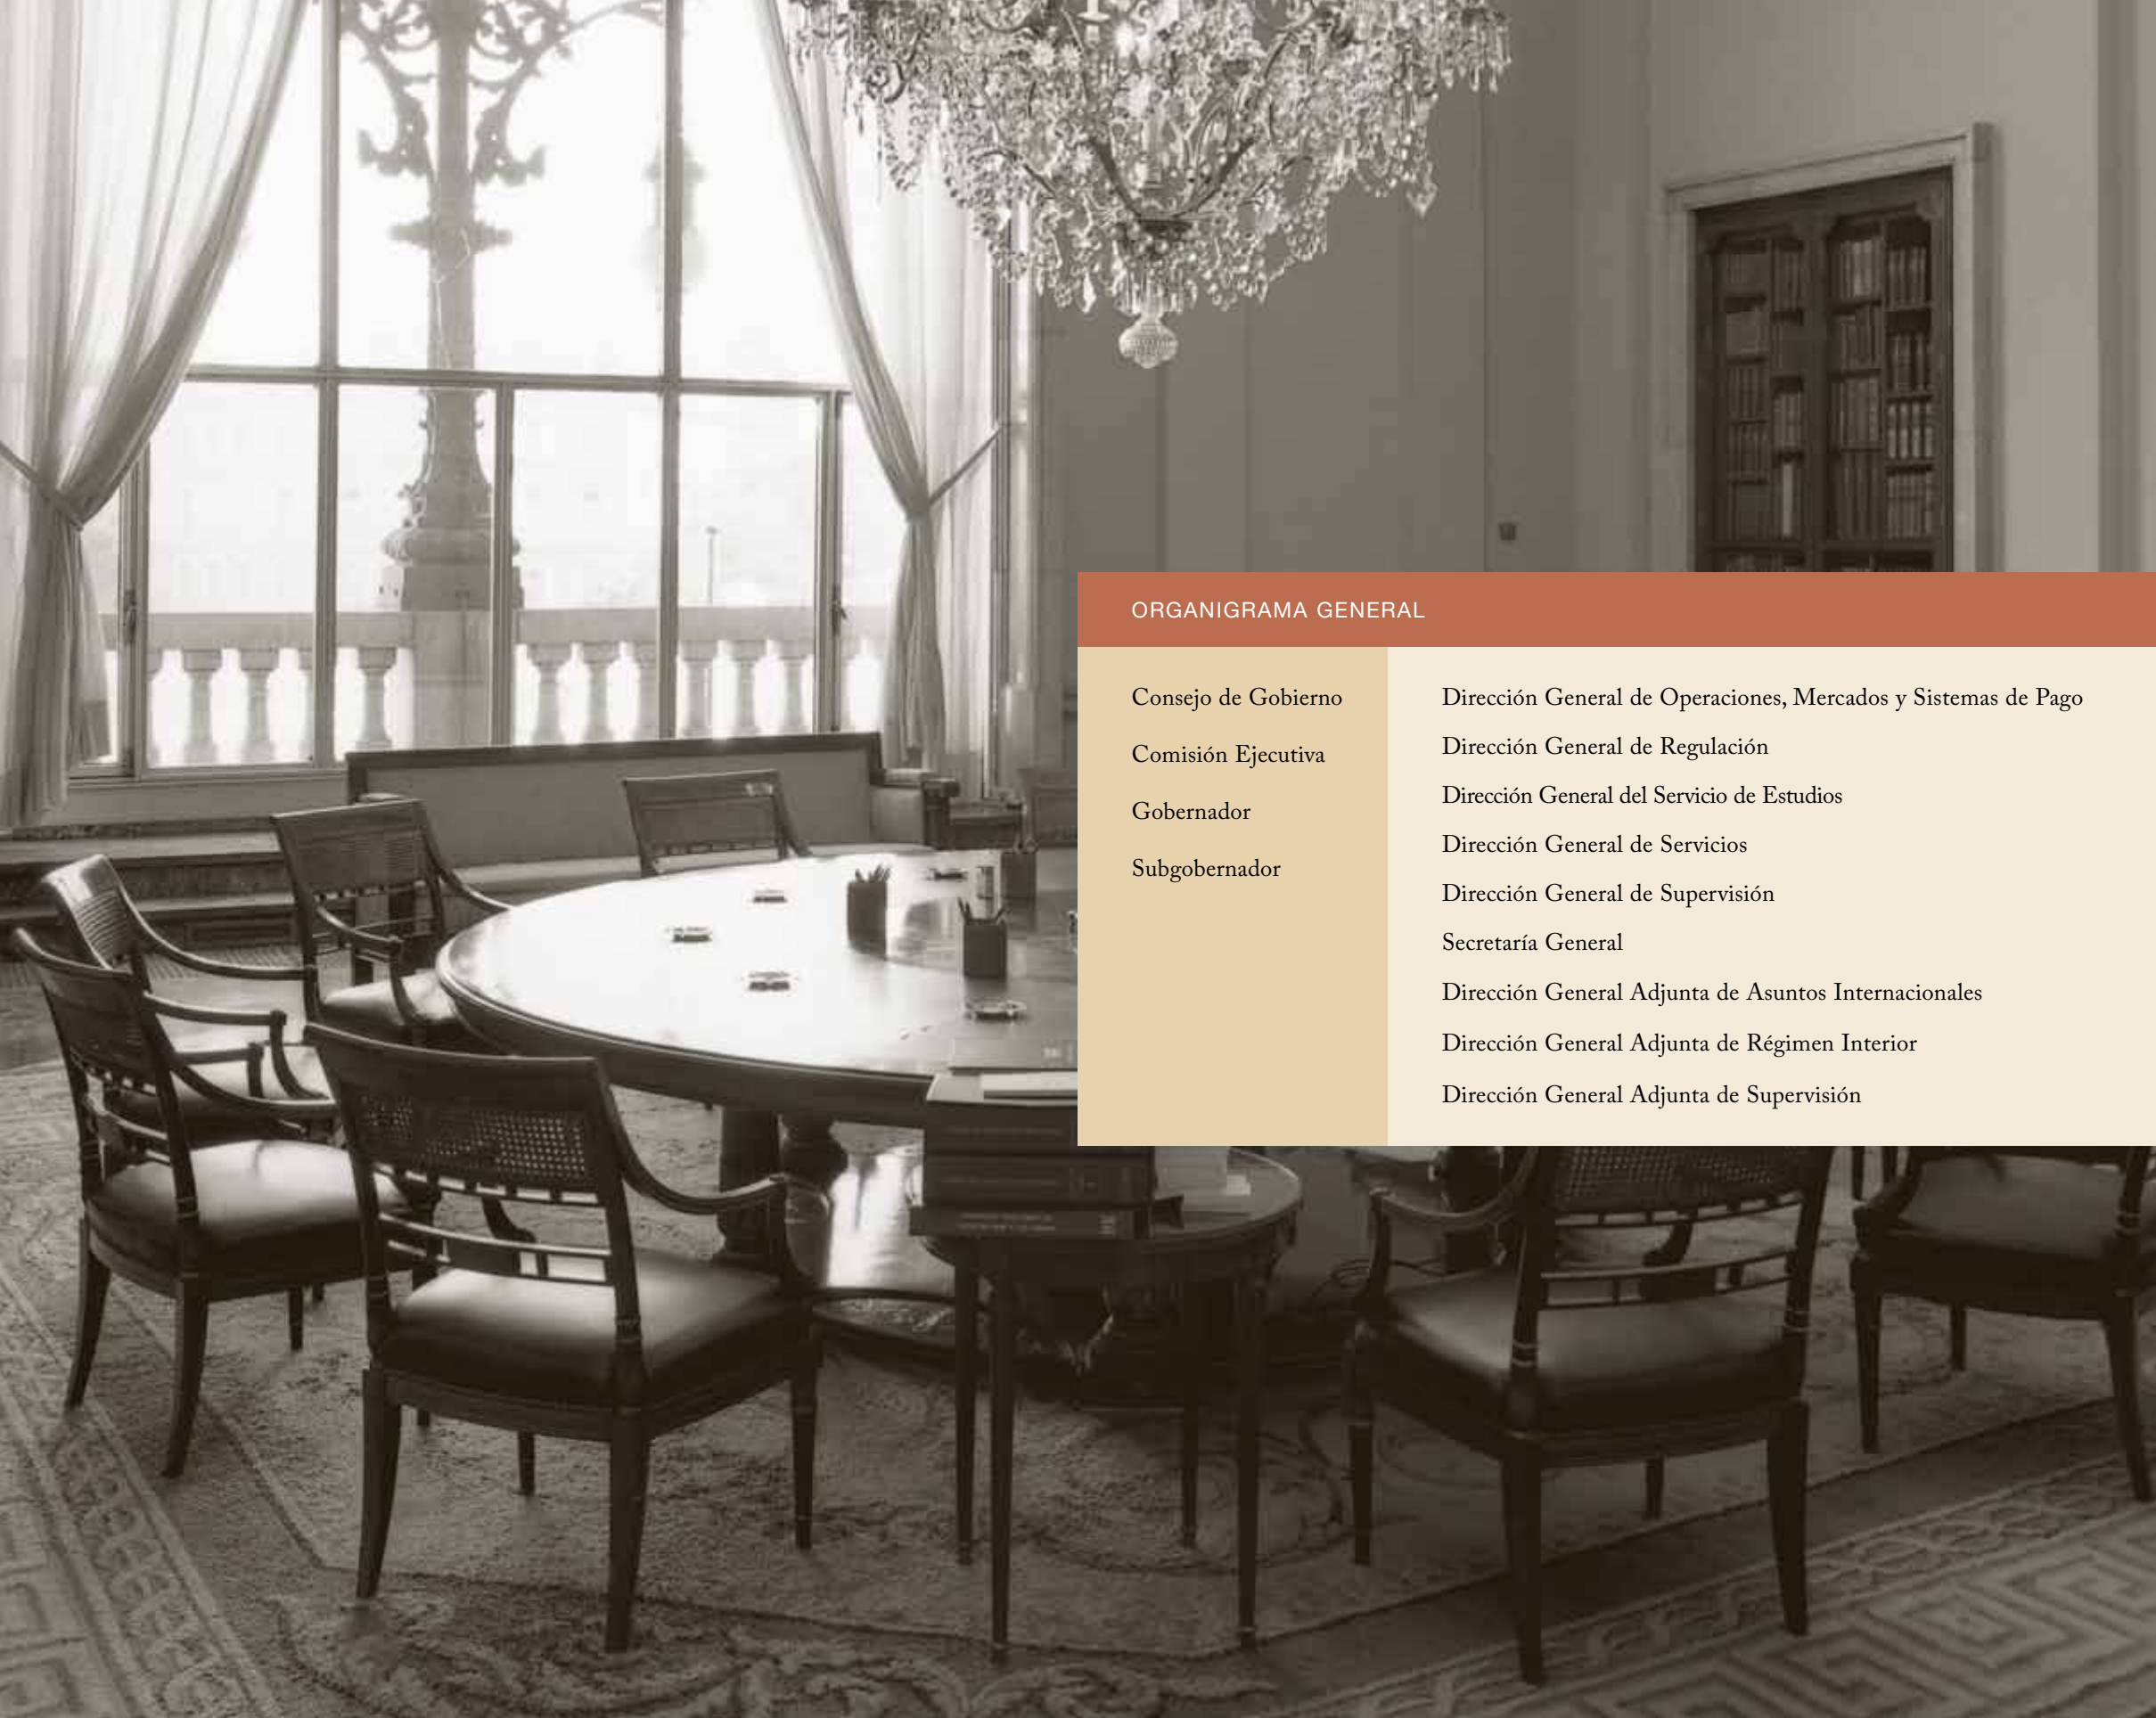 ORGANIGRAMA GENERAL
Consejo de Gobierno
Comisión Ejecutiva
Gobernador
Subgobernador
Dirección General de Operaciones, Mercados y Sistemas de Pago
Dirección General de Regulación
Dirección General del Servicio de Estudios
Dirección General de Servicios
Dirección General de Supervisión
Secretaría General
Dirección General Adjunta de Asuntos Internacionales
Dirección General Adjunta de Régimen Interior
Dirección General Adjunta de Supervisión